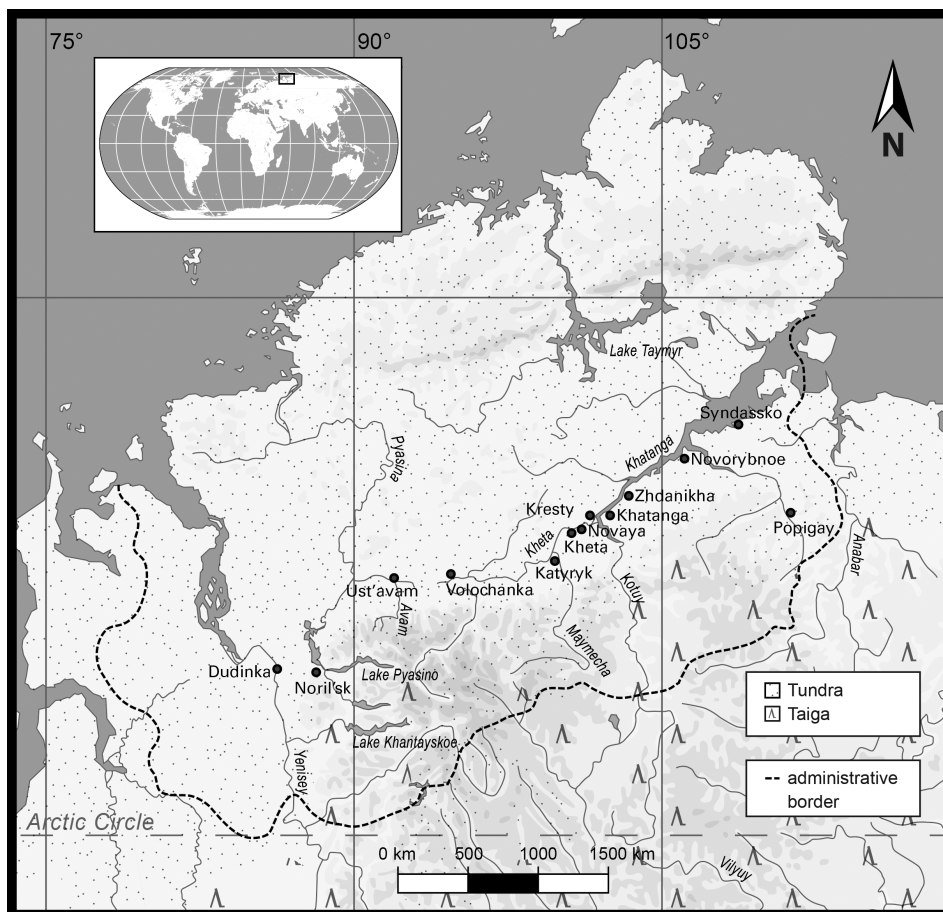 75°
90°
105°
N
Lake Taymyr
Syndassko
Pyasina
Khatanga
Novorybnoe
Zhdanikha
Kresty
Khatanga
Popigay
Novaya
Kheta
Kheta
Anabar
Katyryk
Kotuy
Ust'avam
Volochanka
Avam
Maymecha
Dudinka
Noril'sk
Lake Pyasino
Tundra
Taiga
Lake Khantayskoe
Yenisey
administrative
border
Arctic Circle
0 km
500
1000
1500 km
Vilyuy